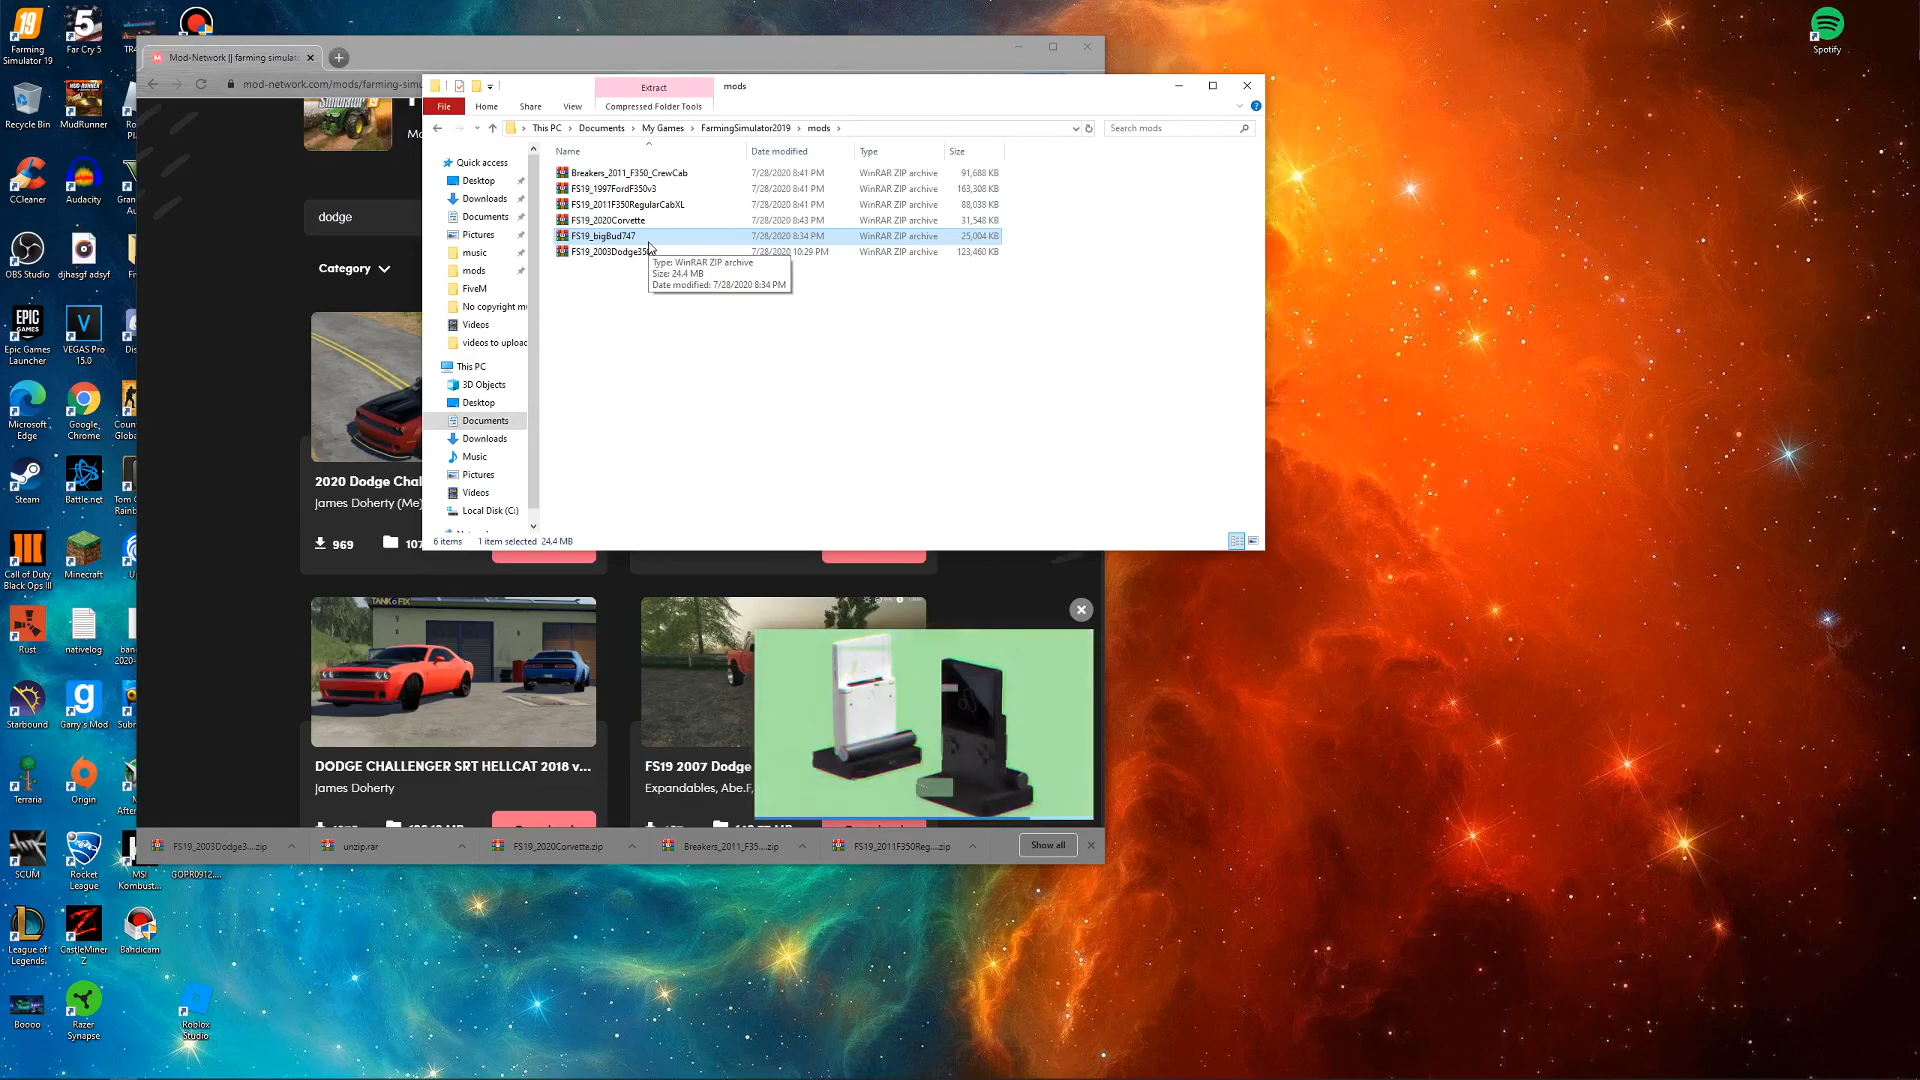 Farming Simulator 19
Far Cry 5
TR4
Spotify
Recycle Bin
MudRunner
CCleaner
Audacity
OBS Studio
djhasgf adsyf
Epic Games Launcher
VEGAS Pro 15.0
Microsoft Edge
Google Chrome
Steam
Battle.net
Call of Duty Black Ops III
Minecraft
Rust
nativelog
Starbound
Garry's Mod
Terraria
Origin
SCUM
Rocket League
MSI Kombust...
GOPR0912....
League of Legends
CastleMiner Z
Bandicam
Boooo
Razer Synapse
Roblox Studio
Mod-Network || farming simulat
mod-network.com/mods/farming-simu
dodge
Category
2020 Dodge Chal
James Doherty (Me)
969
107
DODGE CHALLENGER SRT HELLCAT 2018 v...
James Doherty
FS19 2007 Dodge
Expandables, Abe.F,
FS19_2003Dodge3....zip
unzip.rar
FS19_2020Corvette.zip
Breakers_2011_F35....zip
FS19_2011F350Reg....zip
Show all
Extract
mods
File
Home
Share
View
Compressed Folder Tools
This PC
Documents
My Games
FarmingSimulator2019
mods
Search mods
Quick access
Desktop
Downloads
Documents
Pictures
music
mods
FiveM
No copyright mu
Videos
videos to upload
This PC
3D Objects
Desktop
Documents
Downloads
Music
Pictures
Videos
Local Disk (C:)
Name Date modified Type Size
Breakers_2011_F350_CrewCab 7/28/2020 8:41 PM WinRAR ZIP archive 91,688 KB
FS19_1997FordF350v3 7/28/2020 8:41 PM WinRAR ZIP archive 163,308 KB
FS19_2011F350RegularCabXL 7/28/2020 8:41 PM WinRAR ZIP archive 88,038 KB
FS19_2020Corvette 7/28/2020 8:43 PM WinRAR ZIP archive 31,548 KB
FS19_bigBud747 7/28/2020 8:34 PM WinRAR ZIP archive 25,004 KB
FS19_2003Dodge35 7/28/2020 10:29 PM WinRAR ZIP archive 123,460 KB
Type: WinRAR ZIP archive
Size: 24.4 MB
Date modified: 7/28/2020 8:34 PM
6 items 1 item selected 24.4 MB